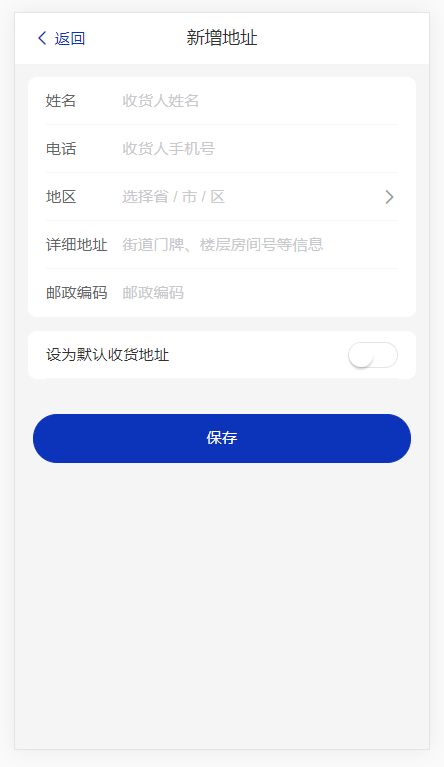 返回 新增地址
姓名 收货人姓名
电话 收货人手机号
地区 选择省 / 市 / 区
详细地址 街道门牌、楼层房间号等信息
邮政编码 邮政编码
设为默认收货地址
保存